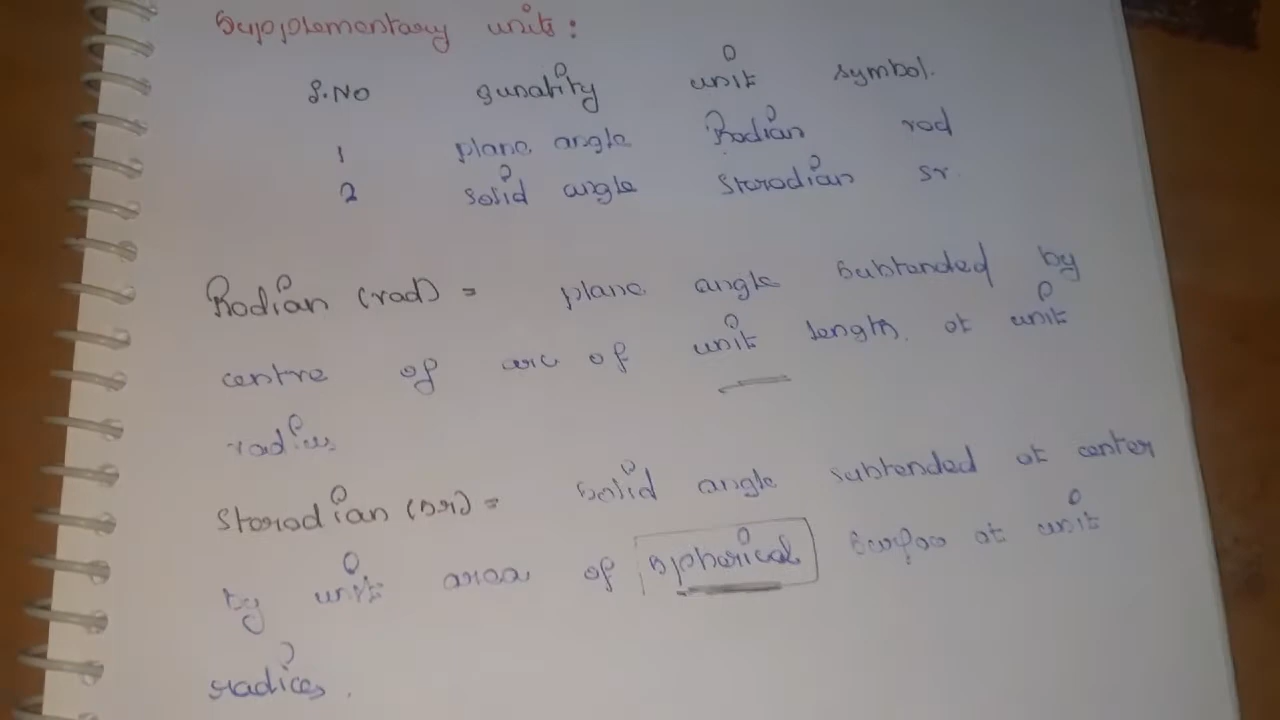 Supplementary units:
S.NO quantity unit symbol.
1 plane angle Radian rad
2 solid angle Steradian sr.
Radian (rad) = plane angle subtended by
centre of arc of unit length. at unit
radius.
Steradian (sr) = Solid angle subtended at center
by unit area of spherical at unit
radices.